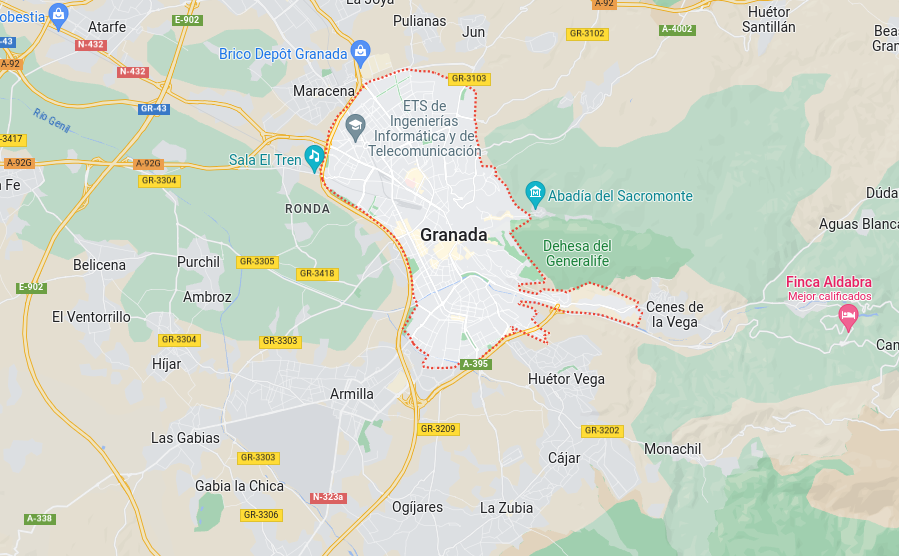 La Joya
A-92
obestia
Atarfe
E-902
Pulianas
Huétor
Santillán
Jun
GR-3102
A-4002
Beas
Gran
-43
N-432
Brico Depôt Granada
A-92
N-432
GR-3103
Maracena
GR-43
ETS de
Ingenierías
Informática y de
Telecomunicación
Río Genil
-3417
Sala El Tren
A-92G
A-92G
GR-3304
a Fe
Abadía del Sacromonte
Dúda
RONDA
Aguas Blanca
Granada
Dehesa del
Generalife
Belicena
Purchil
GR-3305
GR-3418
Finca Aldabra
Mejor calificados
E-902
Ambroz
Cenes de
la Vega
El Ventorrillo
GR-3304
GR-3303
Can
Híjar
A-395
Huétor Vega
Armilla
GR-3209
GR-3202
Las Gabias
Monachil
GR-3303
Cájar
Gabia la Chica
N-323a
Ogíjares
La Zubia
A-338
GR-3306